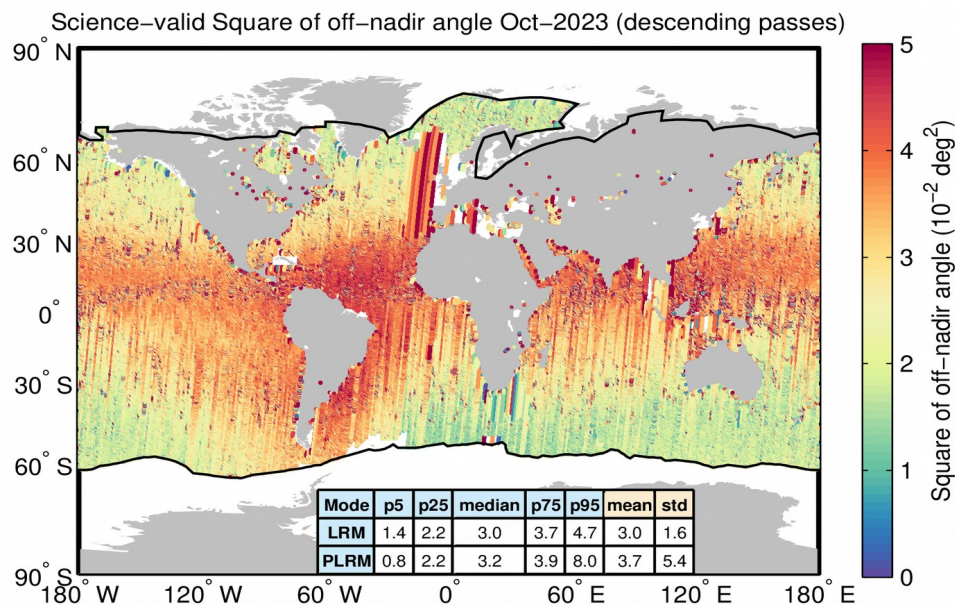 Science−valid Square of off−nadir angle Oct−2023 (descending passes)
90° N
60° N
30° N
0°
30° S
60° S
90° S
180° W
120° W
60° W
0
60° E
120° E
180° E
5
4
3
2
1
0
Square of off−nadir angle (10⁻² deg²)
Mode p5 p25 median p75 p95 mean std
LRM 1.4 2.2 3.0 3.7 4.7 3.0 1.6
PLRM 0.8 2.2 3.2 3.9 8.0 3.7 5.4